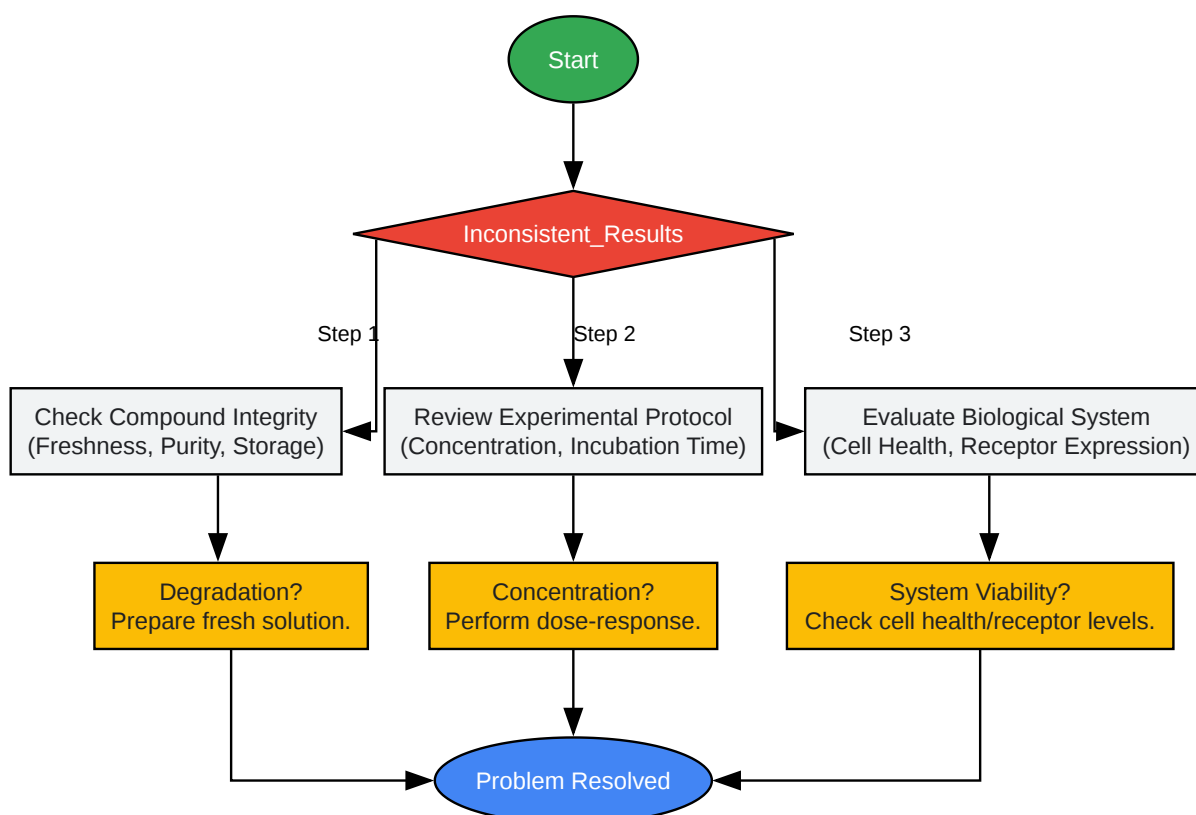 Start
Inconsistent_Results
Step 1
Step 2
Step 3
Check Compound Integrity
(Freshness, Purity, Storage)
Review Experimental Protocol
(Concentration, Incubation Time)
Evaluate Biological System
(Cell Health, Receptor Expression)
Degradation?
Prepare fresh solution.
Concentration?
Perform dose-response.
System Viability?
Check cell health/receptor levels.
Problem Resolved